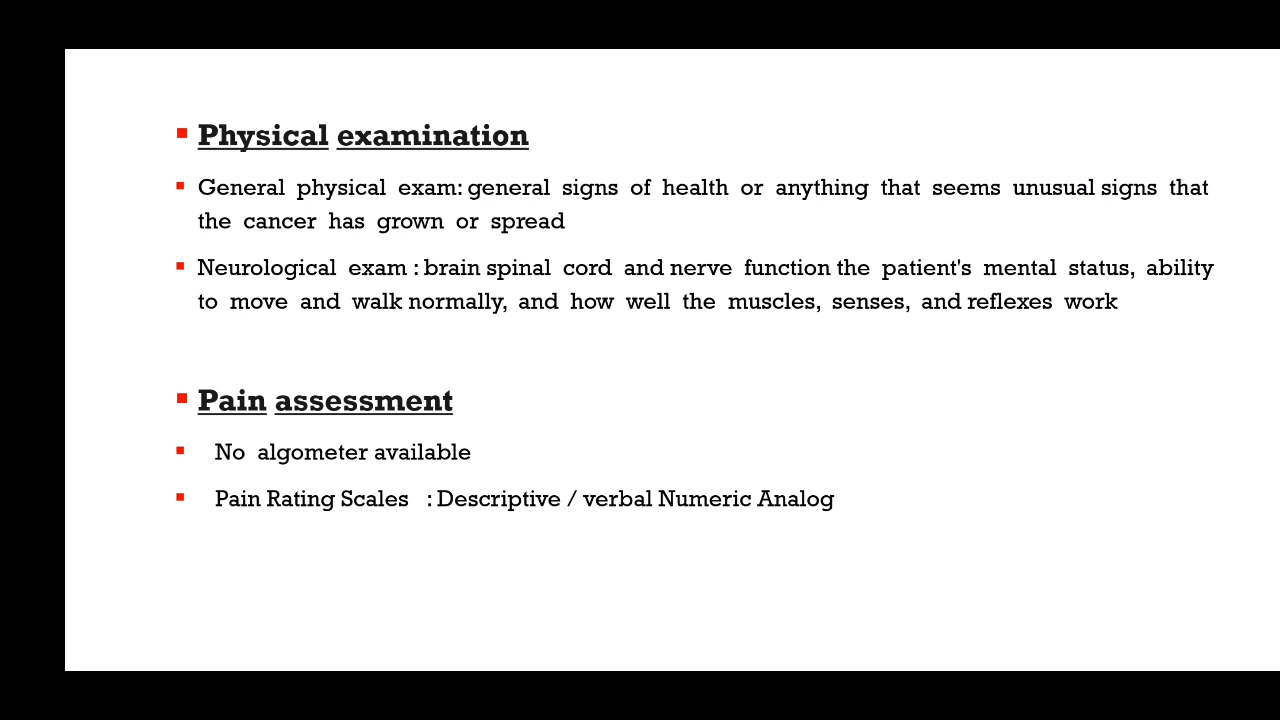 Physical examination
General physical exam: general signs of health or anything that seems unusual signs that
the cancer has grown or spread
Neurological exam : brain spinal cord and nerve function the patient's mental status, ability
to move and walk normally, and how well the muscles, senses, and reflexes work
Pain assessment
No algometer available
Pain Rating Scales : Descriptive / verbal Numeric Analog